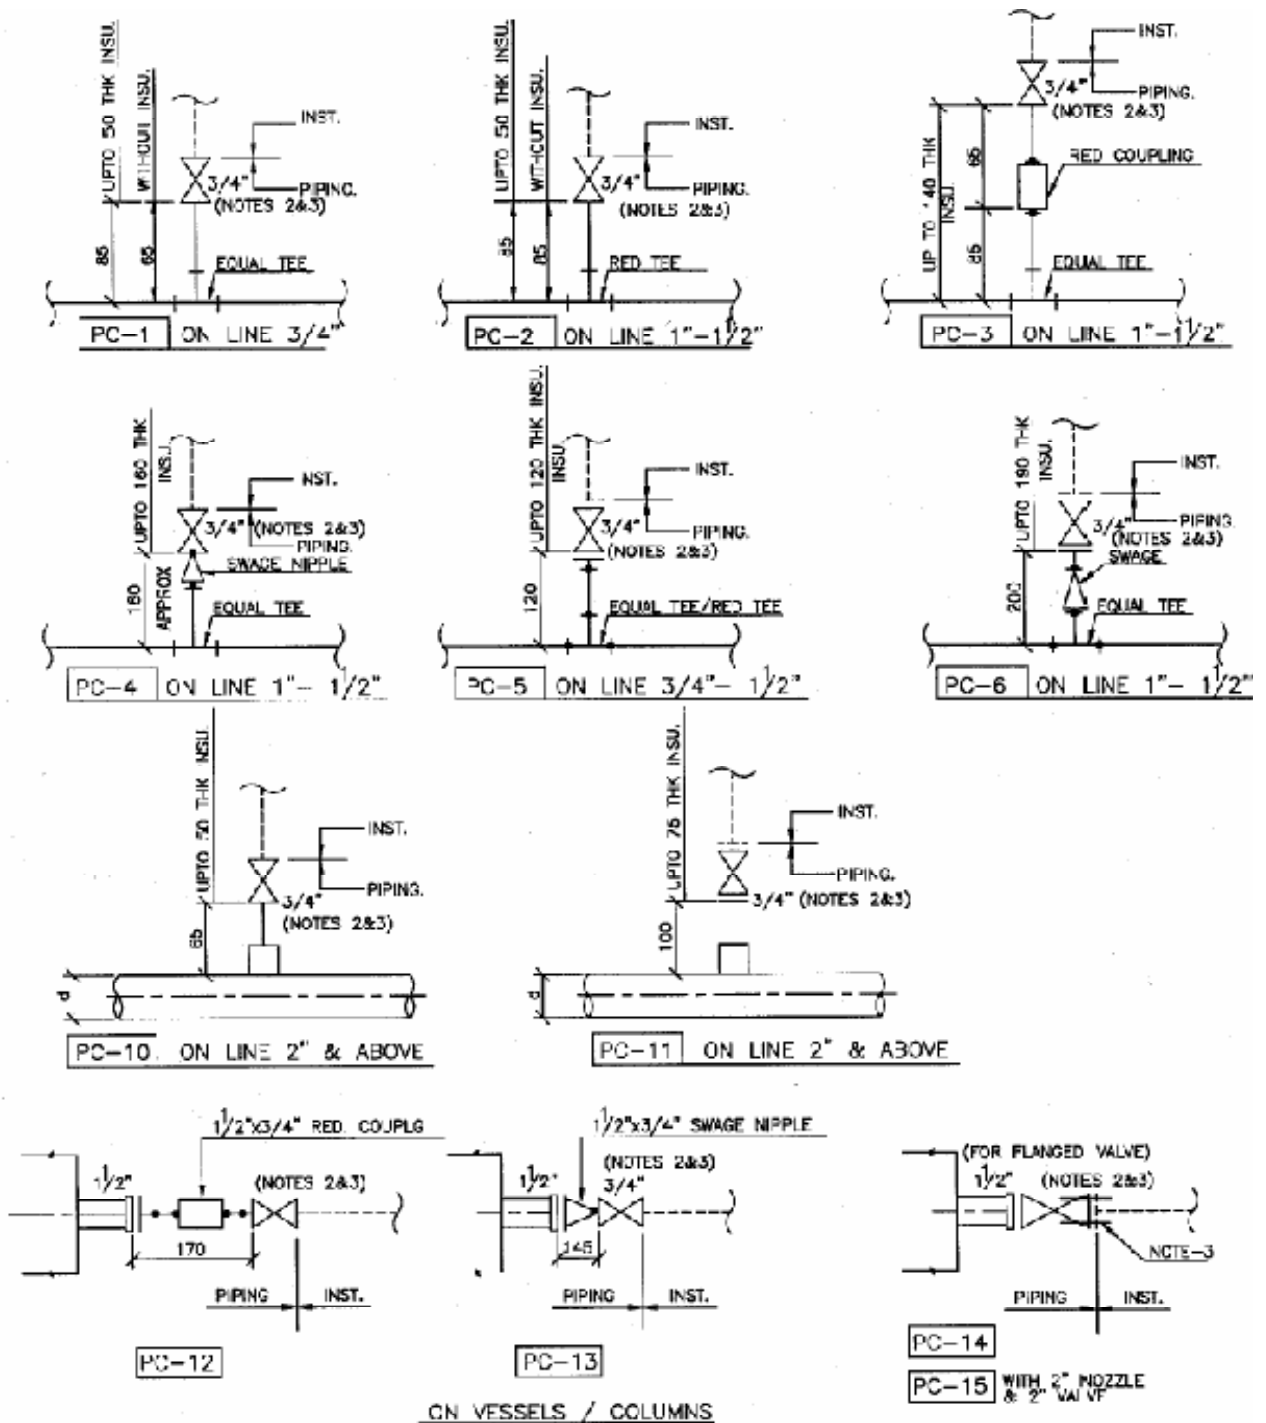 UPTO 50 THK INSU.
WITHOUT INSU.
INST.
3/4"
PIPING.
(NOTES 2&3)
85
65
EQUAL TEE
PC-1 ON LINE 3/4"
UPTO 50 THK INSU.
WITHOUT INSU.
INST.
3/4"
PIPING.
(NOTES 2&3)
85
85
RED TEE
PC-2 ON LINE 1"-1 1/2"
INST.
3/4"
PIPING.
(NOTES 2&3)
UP TO 140 THK
INSU.
65
RED COUPLING
85
EQUAL TEE
PC-3 ON LINE 1"-1 1/2"
UPTO 160 THK
INSU.
INST.
3/4" (NOTES 2&3)
PIPING.
SWAGE NIPPLE
160
APPROX
EQUAL TEE
PC-4 ON LINE 1"- 1 1/2"
UPTO 120 THK INSU.
INSU
INST.
3/4"
PIPING.
(NOTES 2&3)
120
EQUAL TEE/RED TEE
PC-5 ON LINE 3/4"- 1 1/2"
UPTO 190 THK
INSU.
INST.
3/4"
PIPING.
(NOTES 2&3)
SWAGE
200
EQUAL TEE
PC-6 ON LINE 1"- 1 1/2"
UPTO 50 THK INSU.
INST.
PIPING.
3/4"
(NOTES 2&3)
65
d
PC-10. ON LINE 2" & ABOVE
UPTO 75 THK INSU.
INST.
PIPING.
3/4" (NOTES 2&3)
100
d
PC-11 ON LINE 2" & ABOVE
1 1/2"x3/4" RED. COUPLG
1 1/2"
(NOTES 2&3)
170
PIPING INST.
PC-12
1 1/2"x3/4" SWAGE NIPPLE
(NOTES 2&3)
1 1/2"
3/4"
145
PIPING INST.
PC-13
(FOR FLANGED VALVE)
1 1/2" (NOTES 2&3)
NOTE-3
PIPING INST.
PC-14
PC-15 WITH 2" NOZZLE
& 2" VALVE
ON VESSELS / COLUMNS